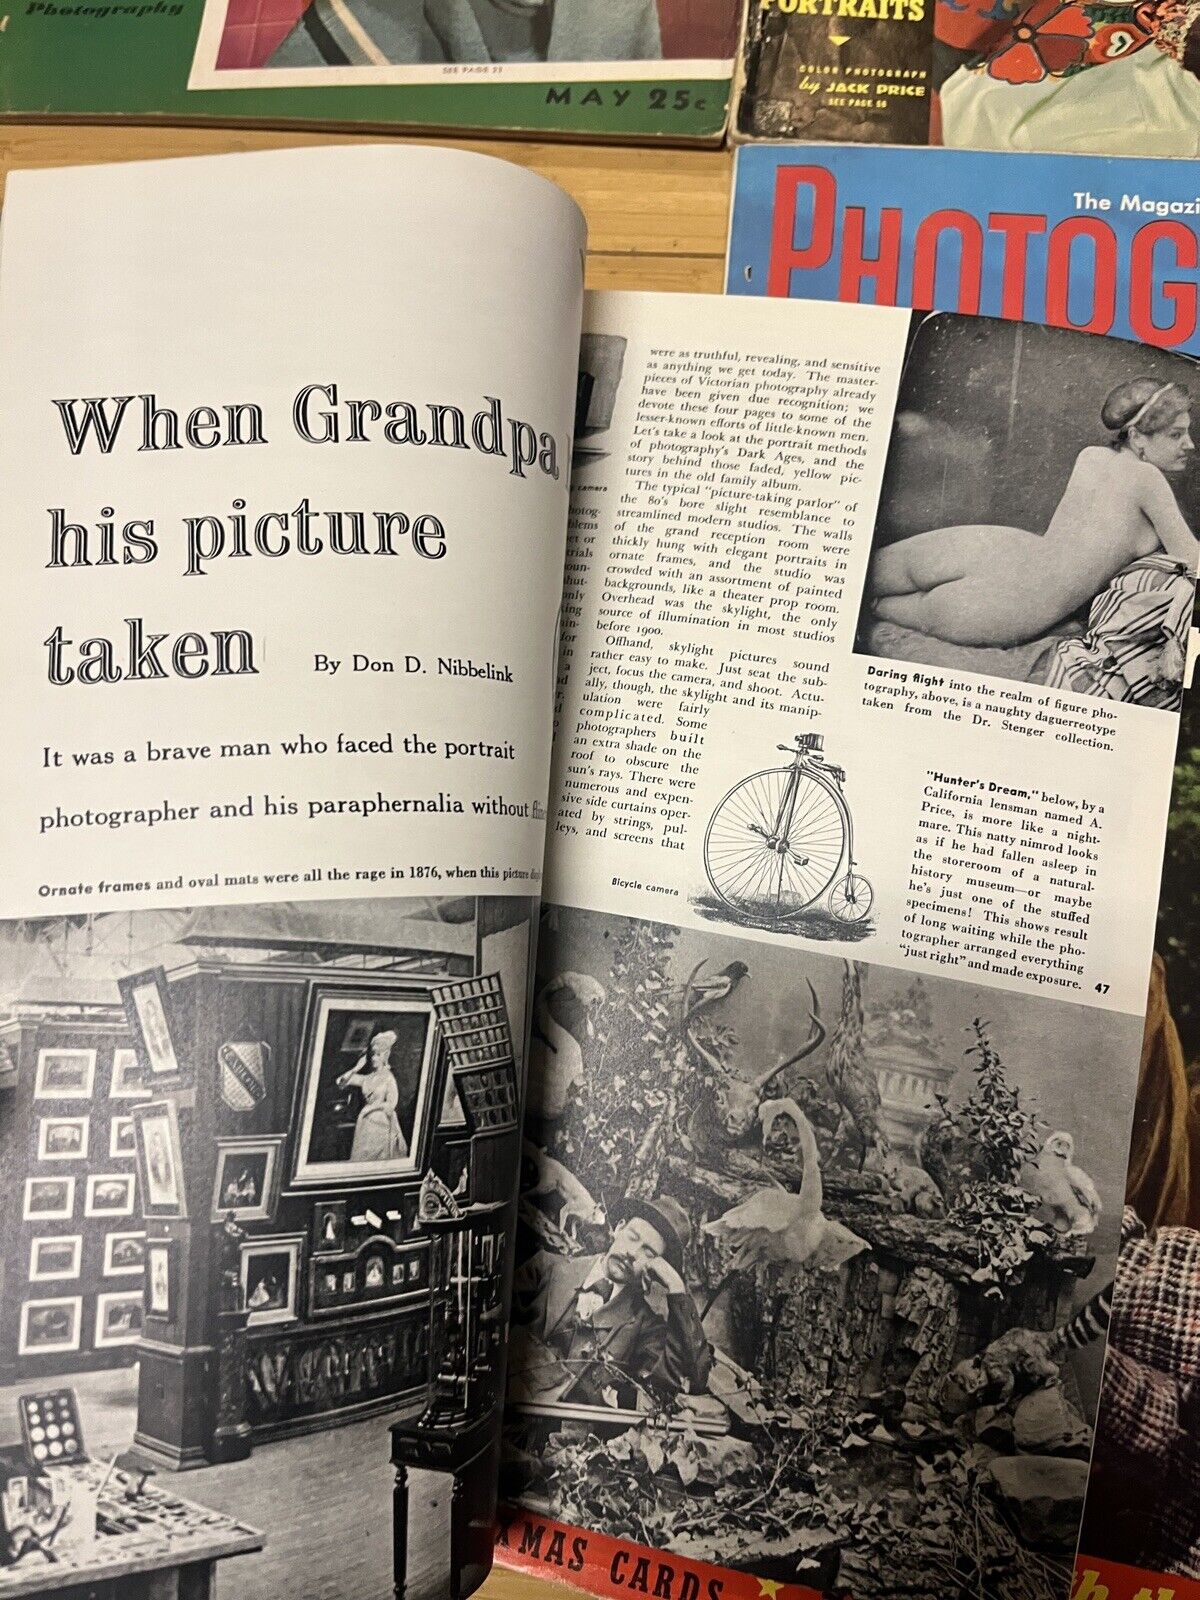 Photography
SEE PAGE 21
MAY 25c
PORTRAITS
COLOR PHOTOGRAPH
by JACK PRICE
SEE PAGE 56
The Magazi
PHOTOG
When Grandpa
his picture
taken
By Don D. Nibbelink
It was a brave man who faced the portrait
photographer and his paraphernalia without
Ornate frames and oval mats were all the rage in 1876, when this picture
camera
were as truthful, revealing, and sensitive
as anything we get today. The master-
pieces of Victorian photography already
have been given due recognition; we
devote these four pages to some of the
lesser-known efforts of little-known men.
Let's take a look at the portrait methods
of photography's Dark Ages, and the
story behind those faded, yellow pic-
tures in the old family album.
The typical "picture-taking parlor" of
the 80's bore slight resemblance to
streamlined modern studios. The walls
of the grand reception room were
thickly hung with elegant portraits in
ornate frames, and the studio was
crowded with an assortment of painted
backgrounds, like a theater prop room.
Overhead was the skylight, the only
source of illumination in most studios
before 1900.
Offhand, skylight pictures sound
rather easy to make. Just seat the sub-
ject, focus the camera, and shoot. Actu-
ally, though, the skylight and its manip-
ulation were fairly
complicated. Some
photographers built
an extra shade on the
roof to obscure the
sun's rays. There were
numerous and expen-
sive side curtains oper-
ated by strings, pul-
leys, and screens that
Bicycle camera
Daring flight into the realm of figure pho-
tography, above, is a naughty daguerreotype
taken from the Dr. Stenger collection.
"Hunter's Dream," below, by a
California lensman named A.
Price, is more like a night-
mare. This natty nimrod looks
as if he had fallen asleep in
the storeroom of a natural-
history museum—or maybe
he's just one of the stuffed
specimens! This shows result
of long waiting while the pho-
tographer arranged everything
"just right" and made exposure. 47
XMAS CARDS